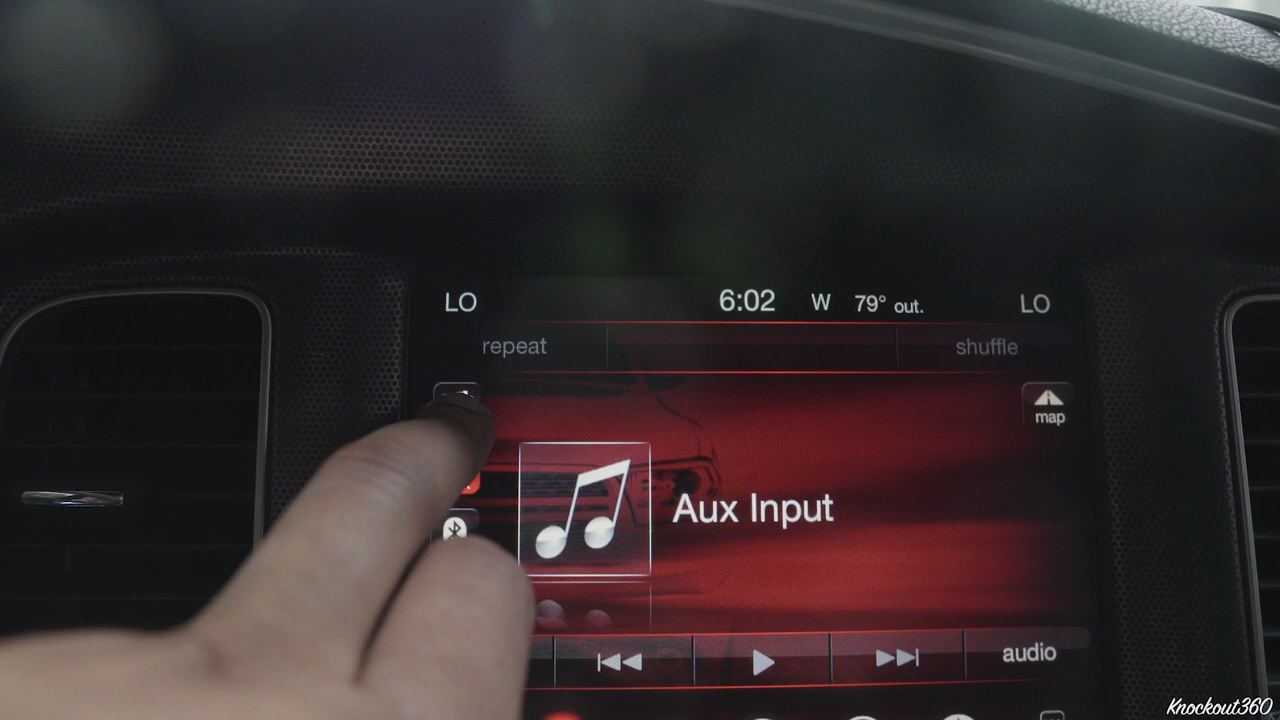 LO 6:02 W 79° out. LO
repeat shuffle
map
Aux Input
audio
Knockout360